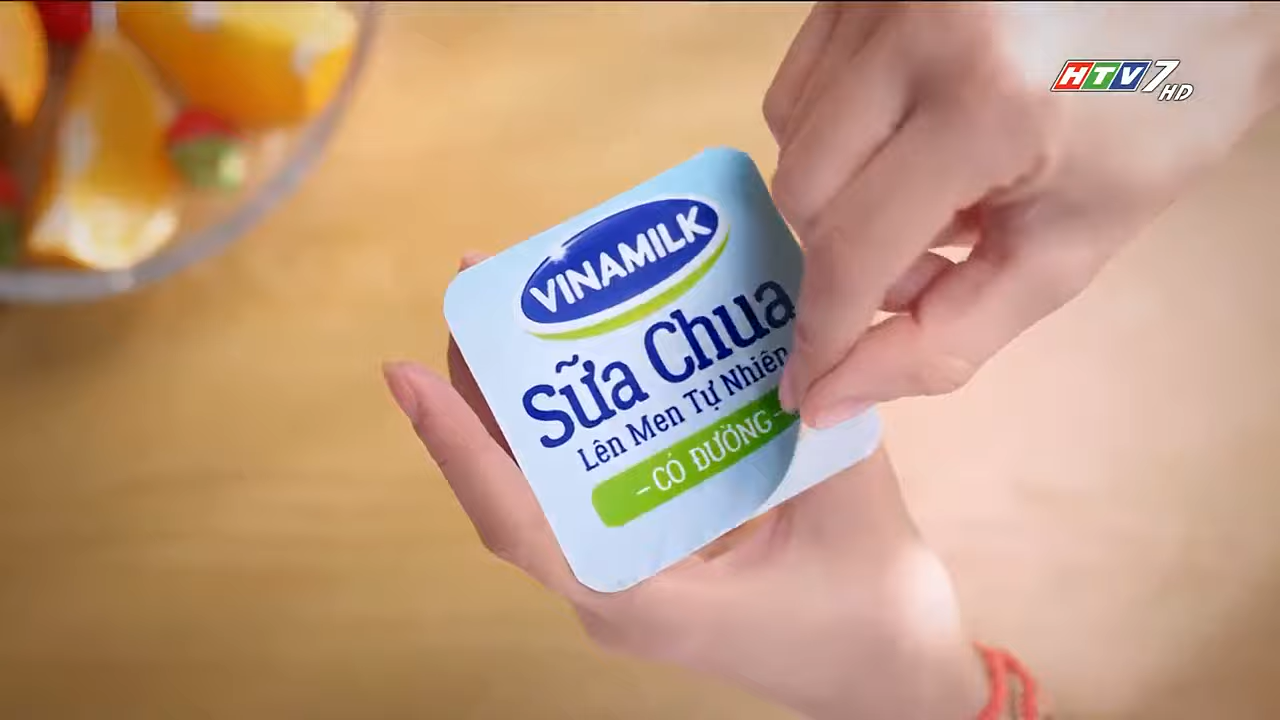 HTV7
HD
VINAMILK
Sữa Chua
Lên Men Tự Nhiên
-CÓ ĐƯỜNG-